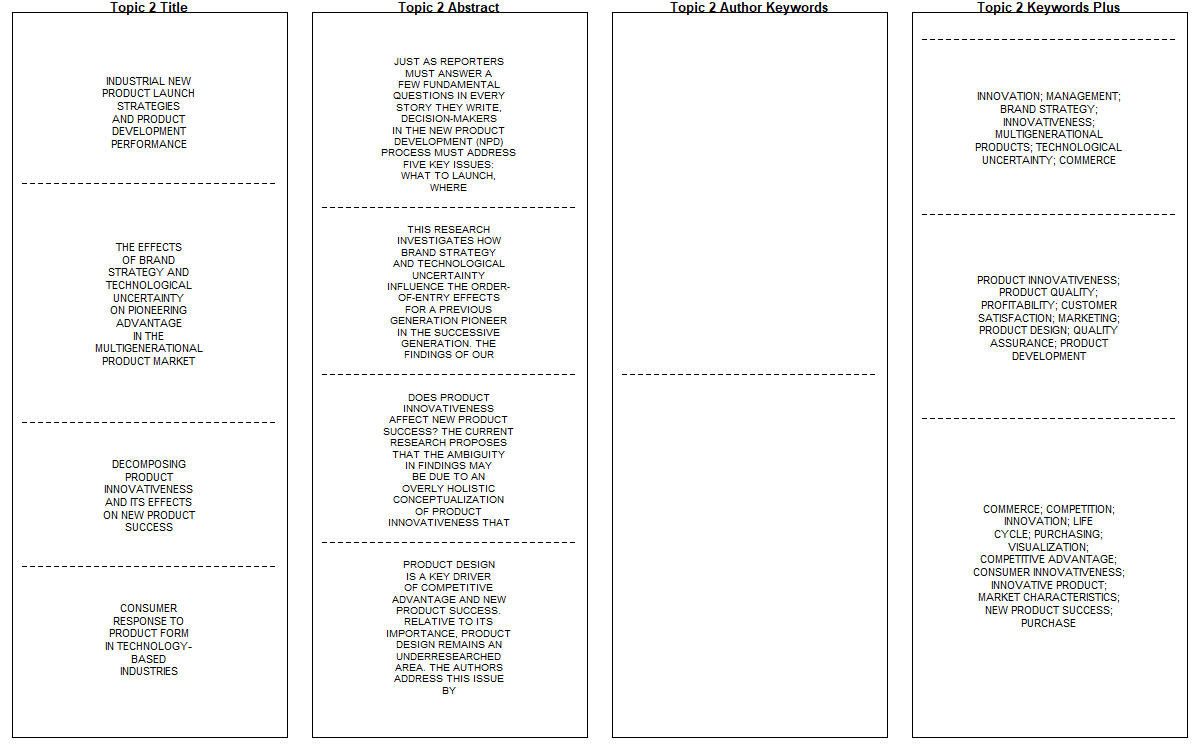 Topic 2 Title
INDUSTRIAL NEW
PRODUCT LAUNCH
STRATEGIES
AND PRODUCT
DEVELOPMENT
PERFORMANCE
THE EFFECTS
OF BRAND
STRATEGY AND
TECHNOLOGICAL
UNCERTAINTY
ON PIONEERING
ADVANTAGE
IN THE
MULTIGENERATIONAL
PRODUCT MARKET
DECOMPOSING
PRODUCT
INNOVATIVENESS
AND ITS EFFECTS
ON NEW PRODUCT
SUCCESS
CONSUMER
RESPONSE TO
PRODUCT FORM
IN TECHNOLOGY-
BASED
INDUSTRIES
Topic 2 Abstract
JUST AS REPORTERS
MUST ANSWER A
FEW FUNDAMENTAL
QUESTIONS IN EVERY
STORY THEY WRITE,
DECISION-MAKERS
IN THE NEW PRODUCT
DEVELOPMENT (NPD)
PROCESS MUST ADDRESS
FIVE KEY ISSUES:
WHAT TO LAUNCH,
WHERE
THIS RESEARCH
INVESTIGATES HOW
BRAND STRATEGY
AND TECHNOLOGICAL
UNCERTAINTY
INFLUENCE THE ORDER-
OF-ENTRY EFFECTS
FOR A PREVIOUS
GENERATION PIONEER
IN THE SUCCESSIVE
GENERATION. THE
FINDINGS OF OUR
DOES PRODUCT
INNOVATIVENESS
AFFECT NEW PRODUCT
SUCCESS? THE CURRENT
RESEARCH PROPOSES
THAT THE AMBIGUITY
IN FINDINGS MAY
BE DUE TO AN
OVERLY HOLISTIC
CONCEPTUALIZATION
OF PRODUCT
INNOVATIVENESS THAT
PRODUCT DESIGN
IS A KEY DRIVER
OF COMPETITIVE
ADVANTAGE AND NEW
PRODUCT SUCCESS.
RELATIVE TO ITS
IMPORTANCE, PRODUCT
DESIGN REMAINS AN
UNDERRESEARCHED
AREA. THE AUTHORS
ADDRESS THIS ISSUE
BY
Topic 2 Author Keywords
Topic 2 Keywords Plus
INNOVATION; MANAGEMENT;
BRAND STRATEGY;
INNOVATIVENESS;
MULTIGENERATIONAL
PRODUCTS; TECHNOLOGICAL
UNCERTAINTY; COMMERCE
PRODUCT INNOVATIVENESS;
PRODUCT QUALITY;
PROFITABILITY; CUSTOMER
SATISFACTION; MARKETING;
PRODUCT DESIGN; QUALITY
ASSURANCE; PRODUCT
DEVELOPMENT
COMMERCE; COMPETITION;
INNOVATION; LIFE
CYCLE; PURCHASING;
VISUALIZATION;
COMPETITIVE ADVANTAGE;
CONSUMER INNOVATIVENESS;
INNOVATIVE PRODUCT;
MARKET CHARACTERISTICS;
NEW PRODUCT SUCCESS;
PURCHASE